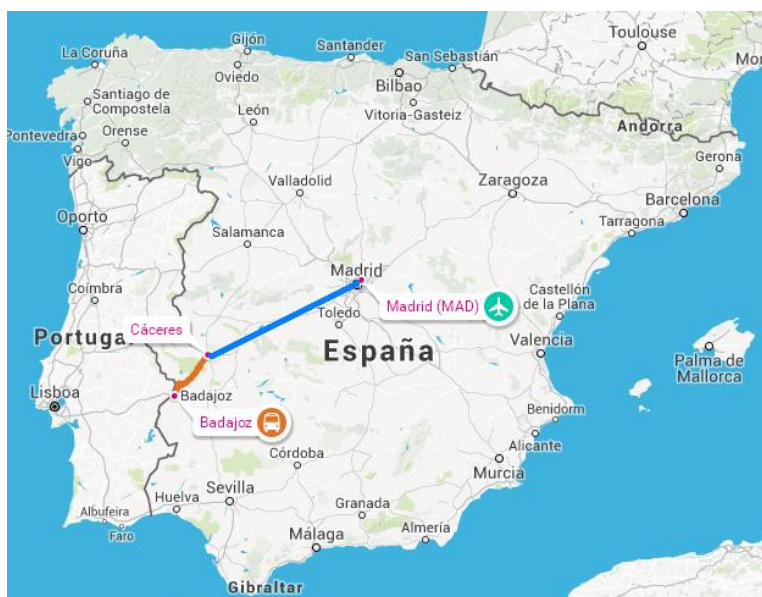 Toulouse
Gijón
Santander
La Coruña
San Sebastián
Mon
Oviedo
Bilbao
Santiago de
Compostela
León
Vitoria-Gasteiz
Andorra
Pontevedra
Orense
Vigo
Gerona
Valladolid
Zaragoza
Barcelona
Oporto
Tarragona
Salamanca
Madrid
Coímbra
Madrid (MAD)
Castellón
de la Plana
Toledo
Cáceres
Portugal
España
Valencia
Palma de
Mallorca
Lisboa
Badajoz
Badajoz
Benidorm
Alicante
Córdoba
Murcia
Huelva
Sevilla
Albufeira
Granada
Faro
Almería
Málaga
Gibraltar